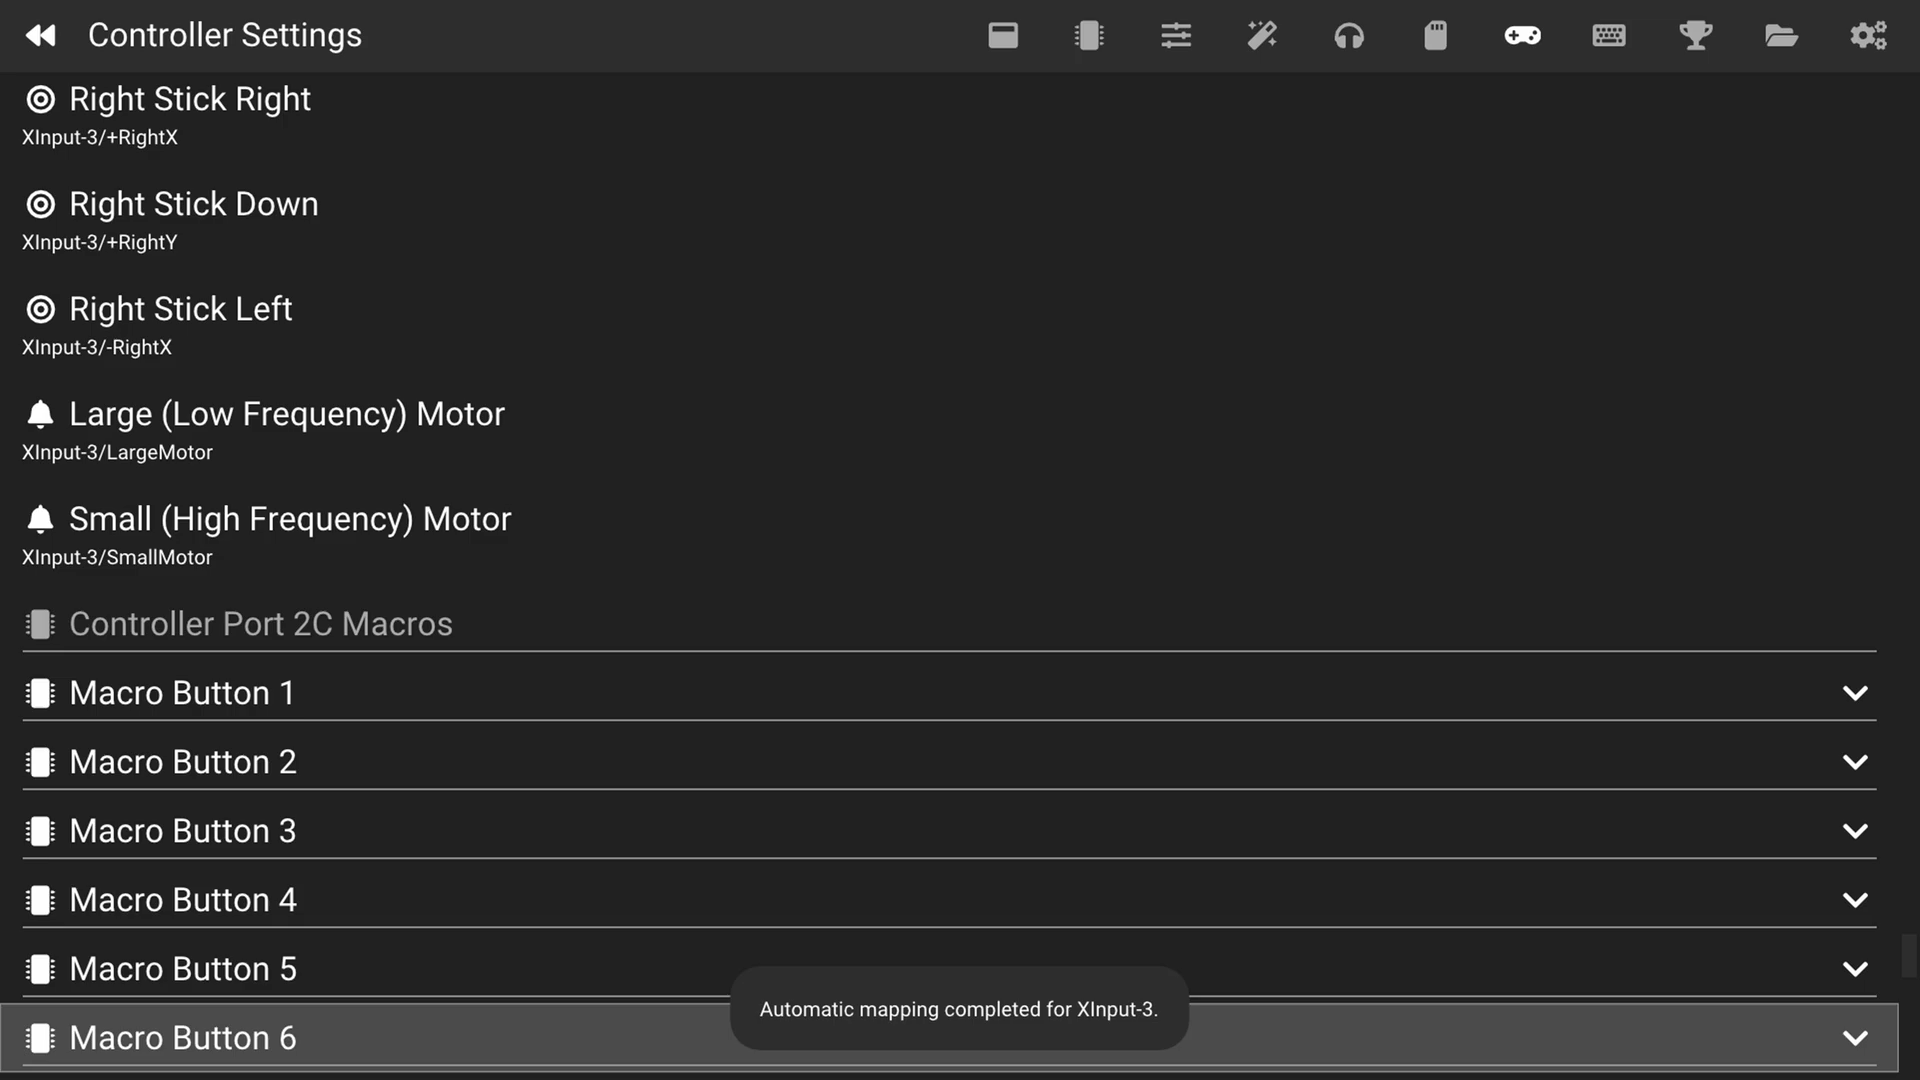 Controller Settings
Right Stick Right
XInput-3/+RightX
Right Stick Down
XInput-3/+RightY
Right Stick Left
XInput-3/-RightX
Large (Low Frequency) Motor
XInput-3/LargeMotor
Small (High Frequency) Motor
XInput-3/SmallMotor
Controller Port 2C Macros
Macro Button 1
Macro Button 2
Macro Button 3
Macro Button 4
Macro Button 5
Automatic mapping completed for XInput-3.
Macro Button 6